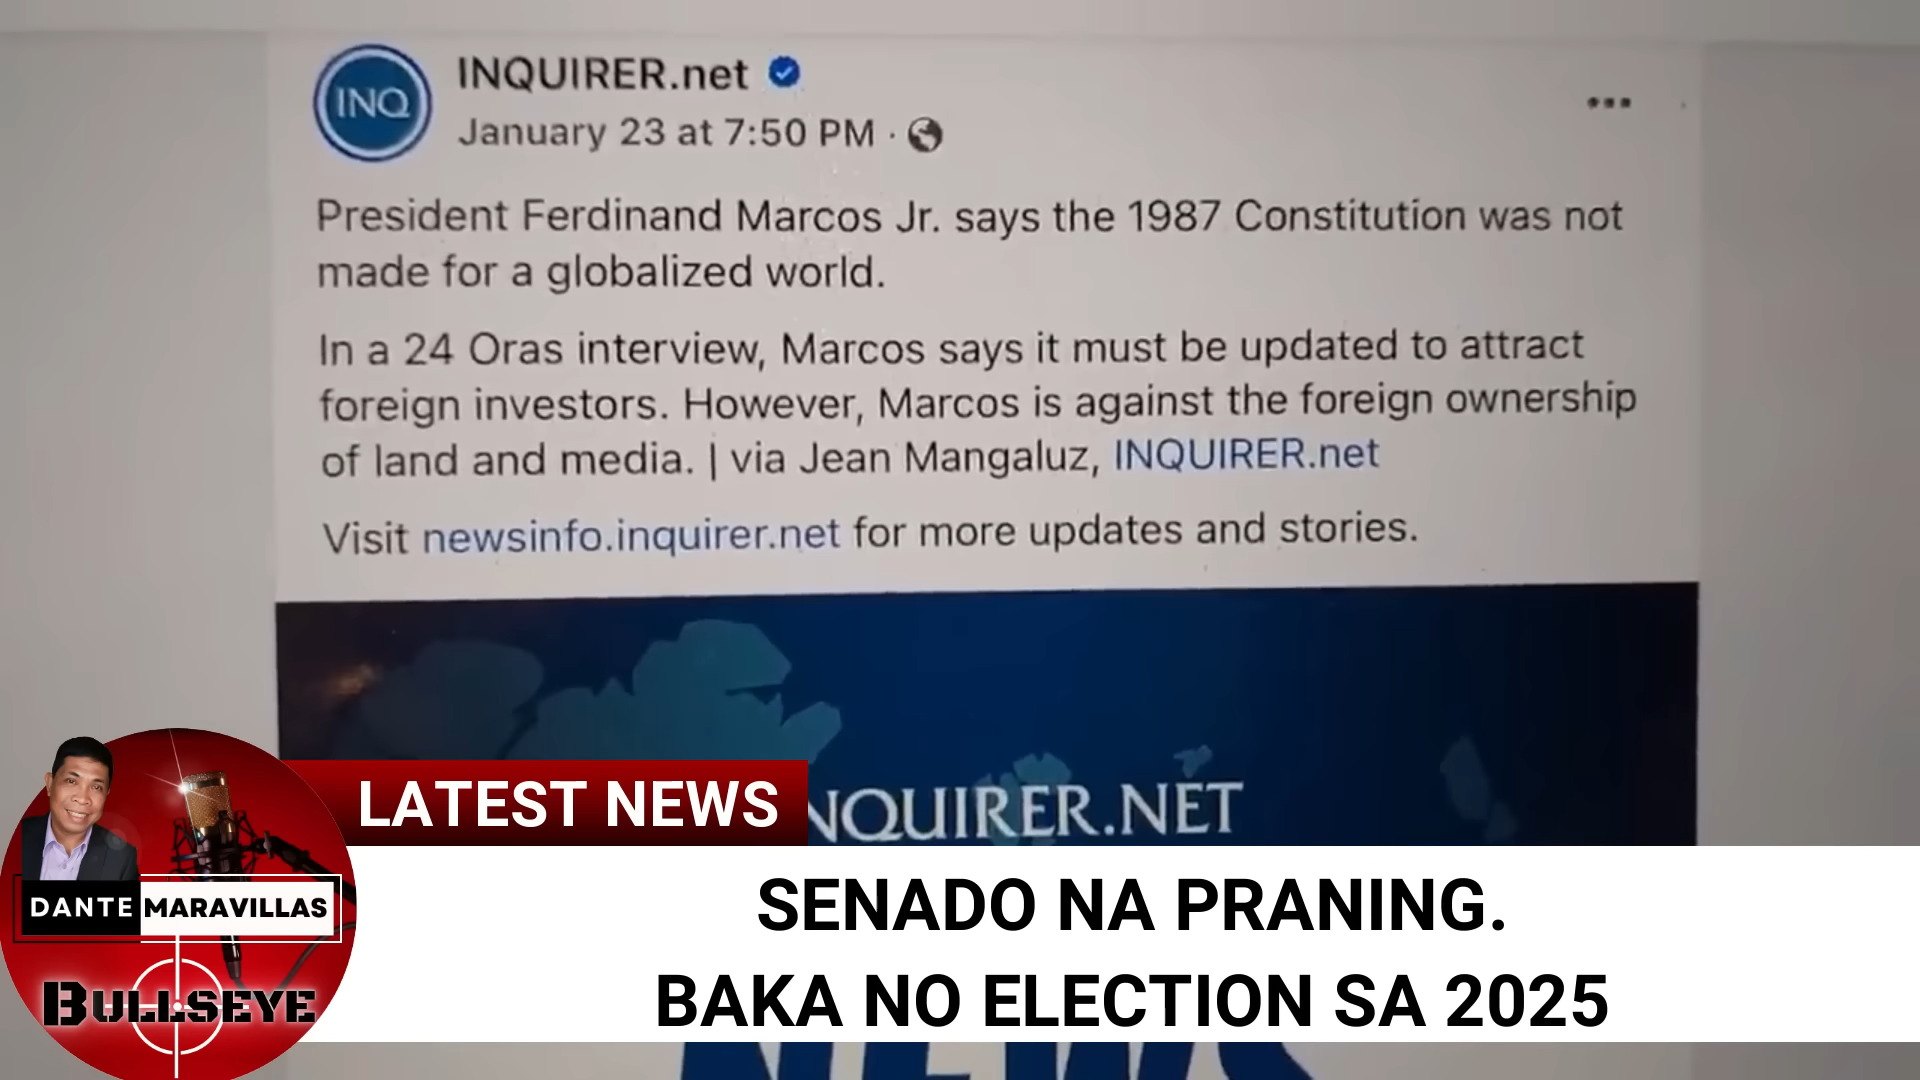 INQ
INQUIRER.net
January 23 at 7:50 PM ·
President Ferdinand Marcos Jr. says the 1987 Constitution was not
made for a globalized world.
In a 24 Oras interview, Marcos says it must be updated to attract
foreign investors. However, Marcos is against the foreign ownership
of land and media. | via Jean Mangaluz, INQUIRER.net
Visit newsinfo.inquirer.net for more updates and stories.
NQUIRER.NET
LATEST NEWS
DANTE MARAVILLAS
BULLSEYE
SENADO NA PRANING.
BAKA NO ELECTION SA 2025
NEWS